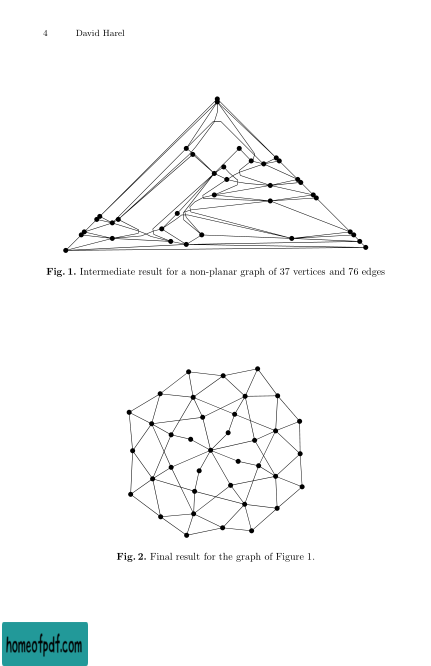 4 David Harel
Fig. 1. Intermediate result for a non-planar graph of 37 vertices and 76 edges
Fig. 2. Final result for the graph of Figure 1.
homeofpdf.com